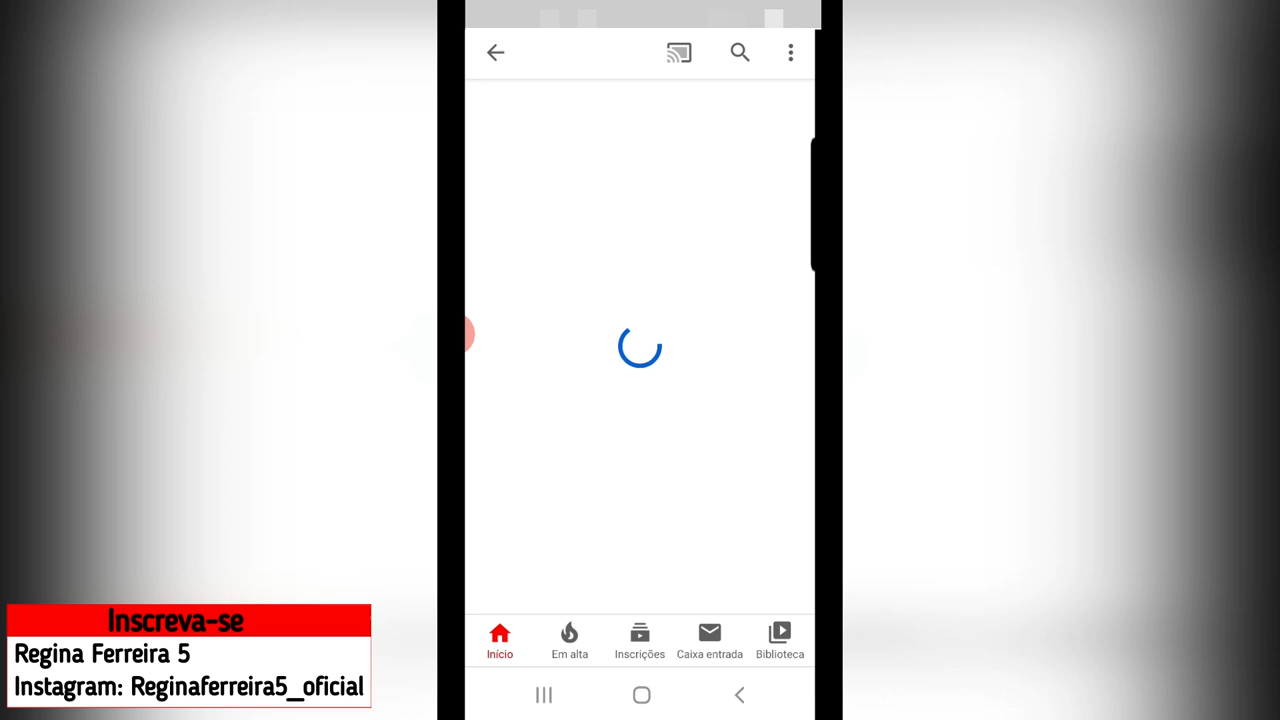 Início
Em alta
Inscrições
Caixa entrada
Biblioteca
Inscreva-se
Regina Ferreira 5
Instagram: Reginaferreira5_oficial